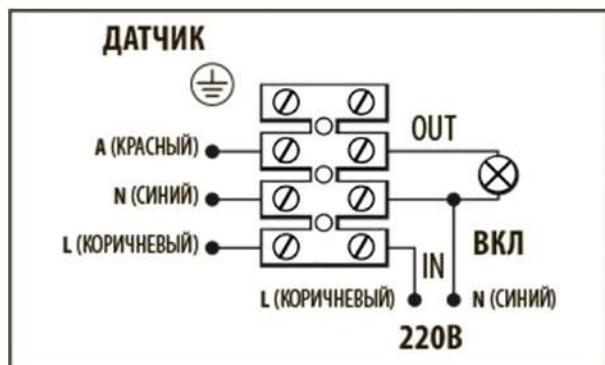 ДАТЧИК
A (КРАСНЫЙ)
OUT
N (СИНИЙ)
L (КОРИЧНЕВЫЙ)
IN
ВКЛ
L (КОРИЧНЕВЫЙ)
N (СИНИЙ)
220В